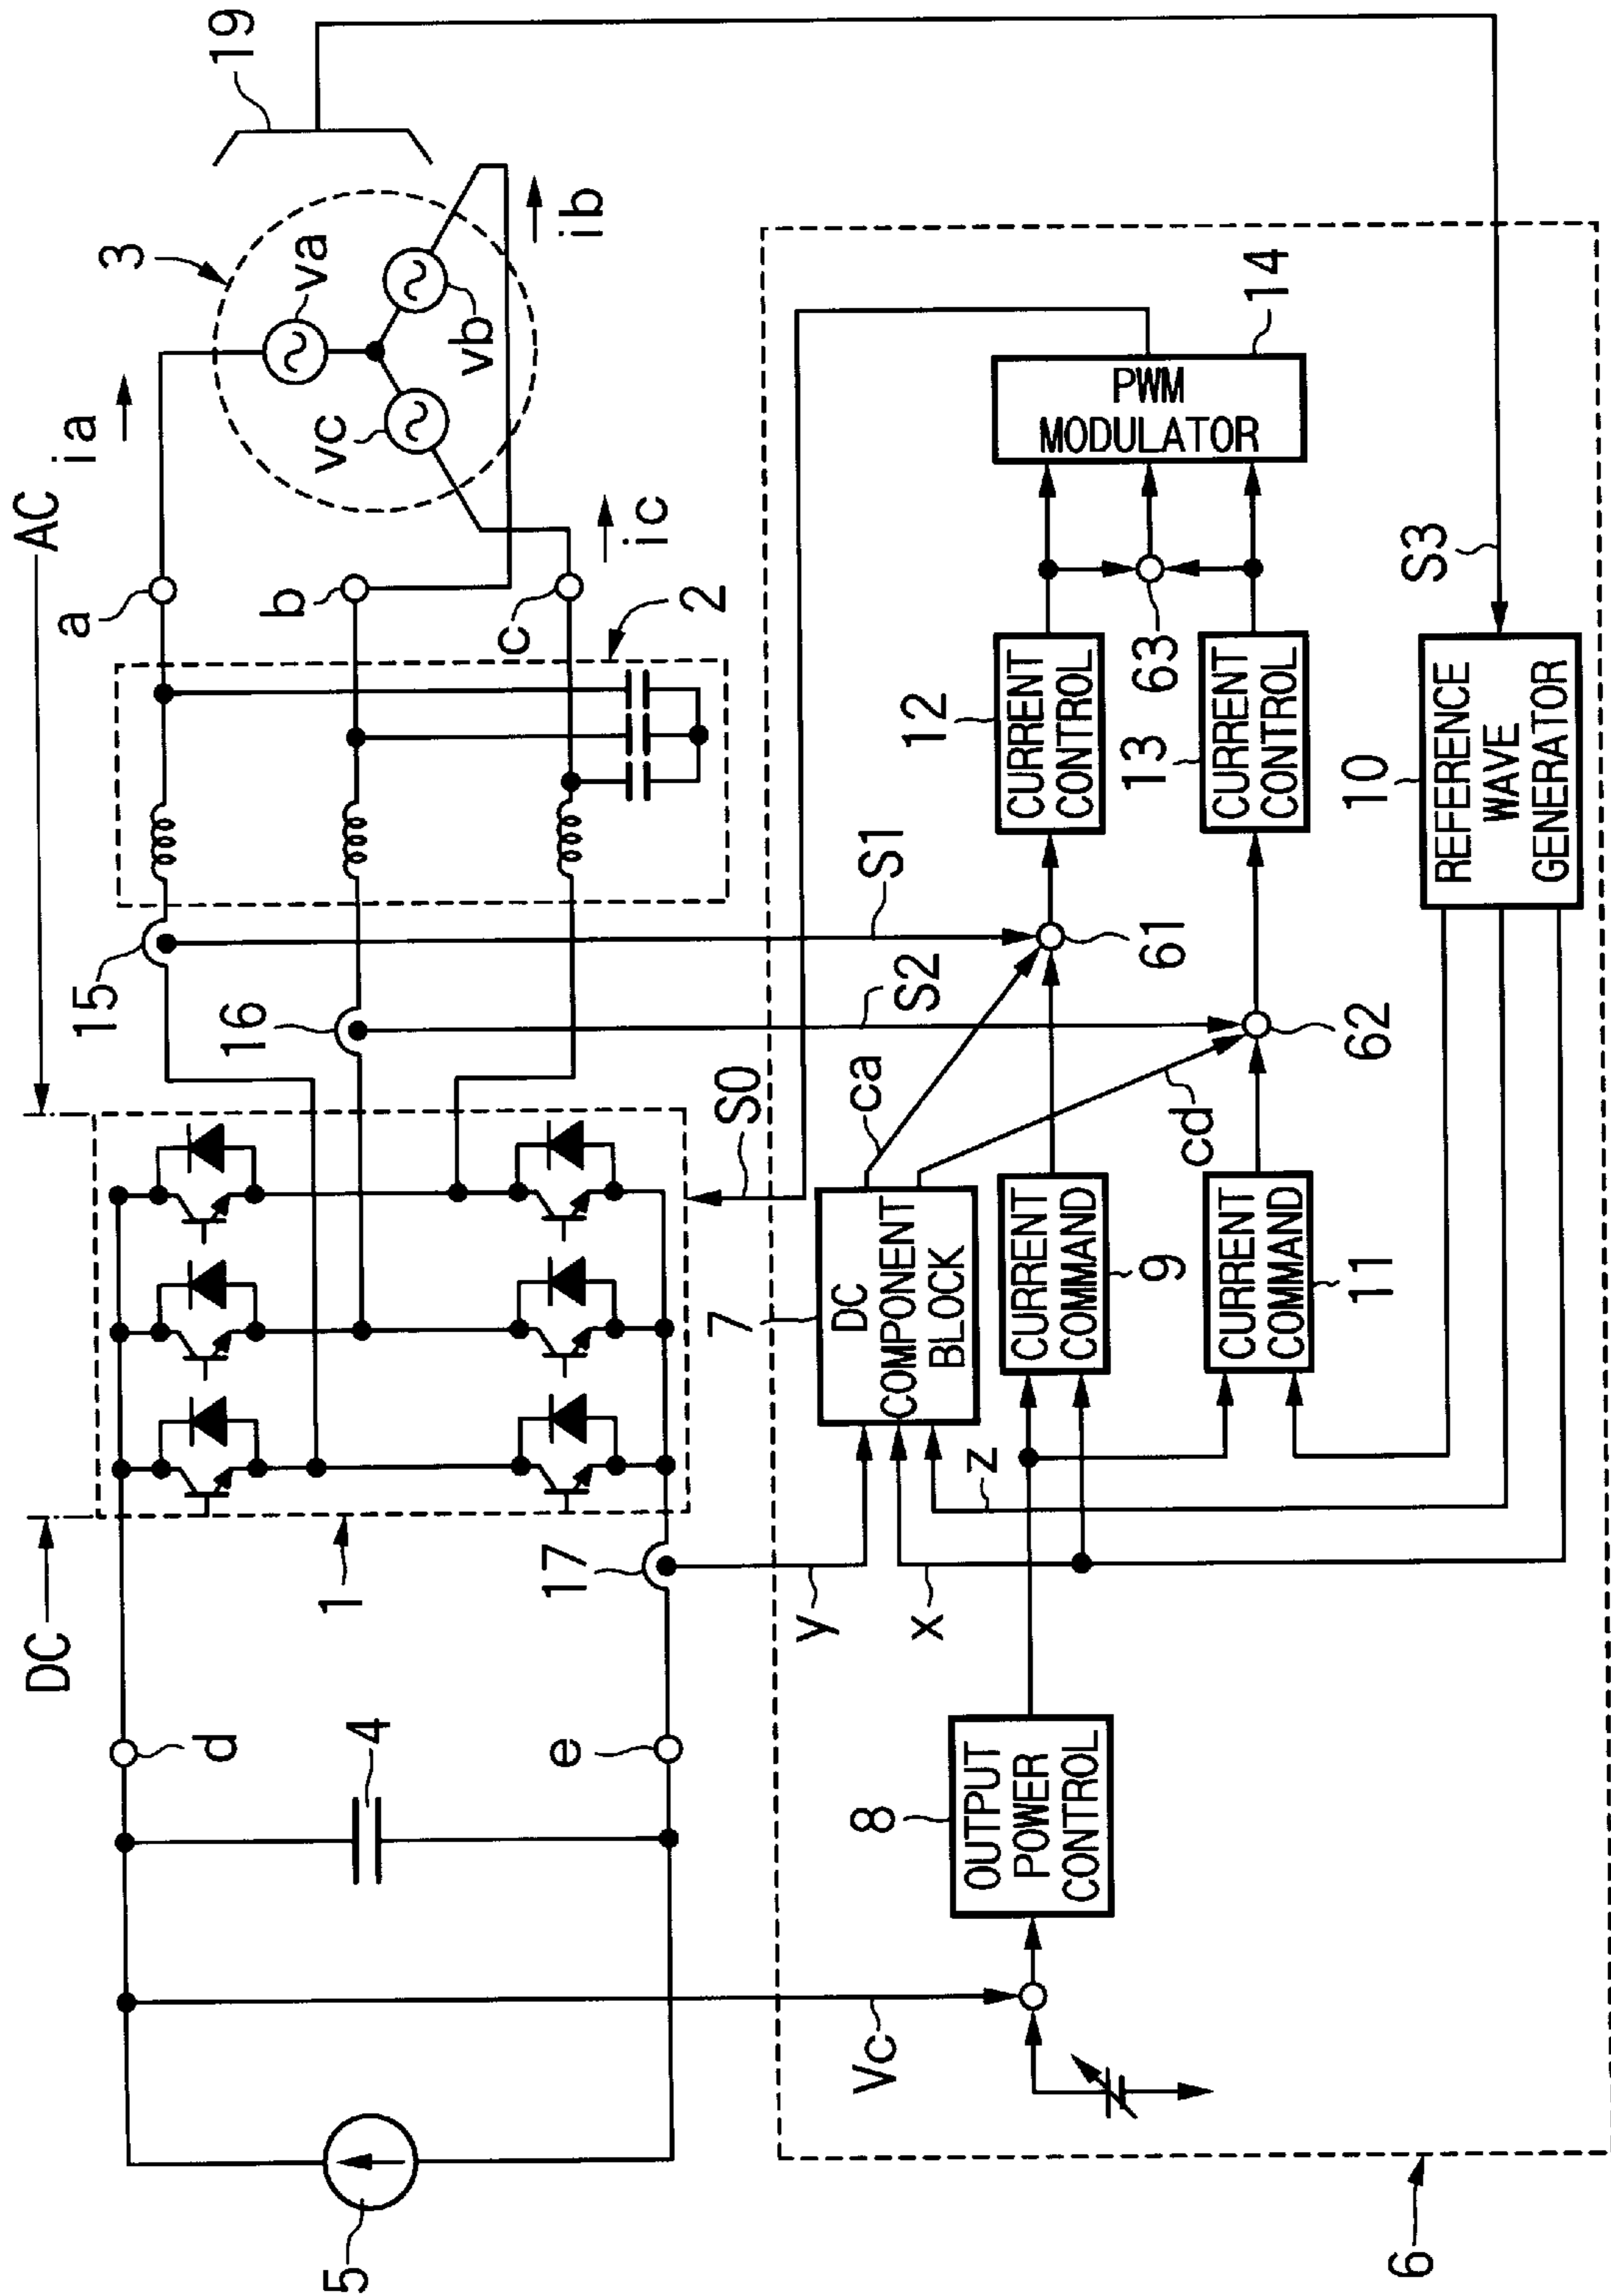 DC
AC
ia
a
3
19
va
vb
vc
ib
b
ic
c
2
15
16
1
17
d
4
e
5
S0
S1
S2
S3
Vc
y
x
z
ca
cd
7
DC
COMPONENT
BLOCK
8
OUTPUT
POWER
CONTROL
CURRENT
COMMAND
9
CURRENT
COMMAND
11
61
62
12
CURRENT
CONTROL
13
CURRENT
CONTROL
63
PWM
MODULATOR
14
10
REFERENCE
WAVE
GENERATOR
6